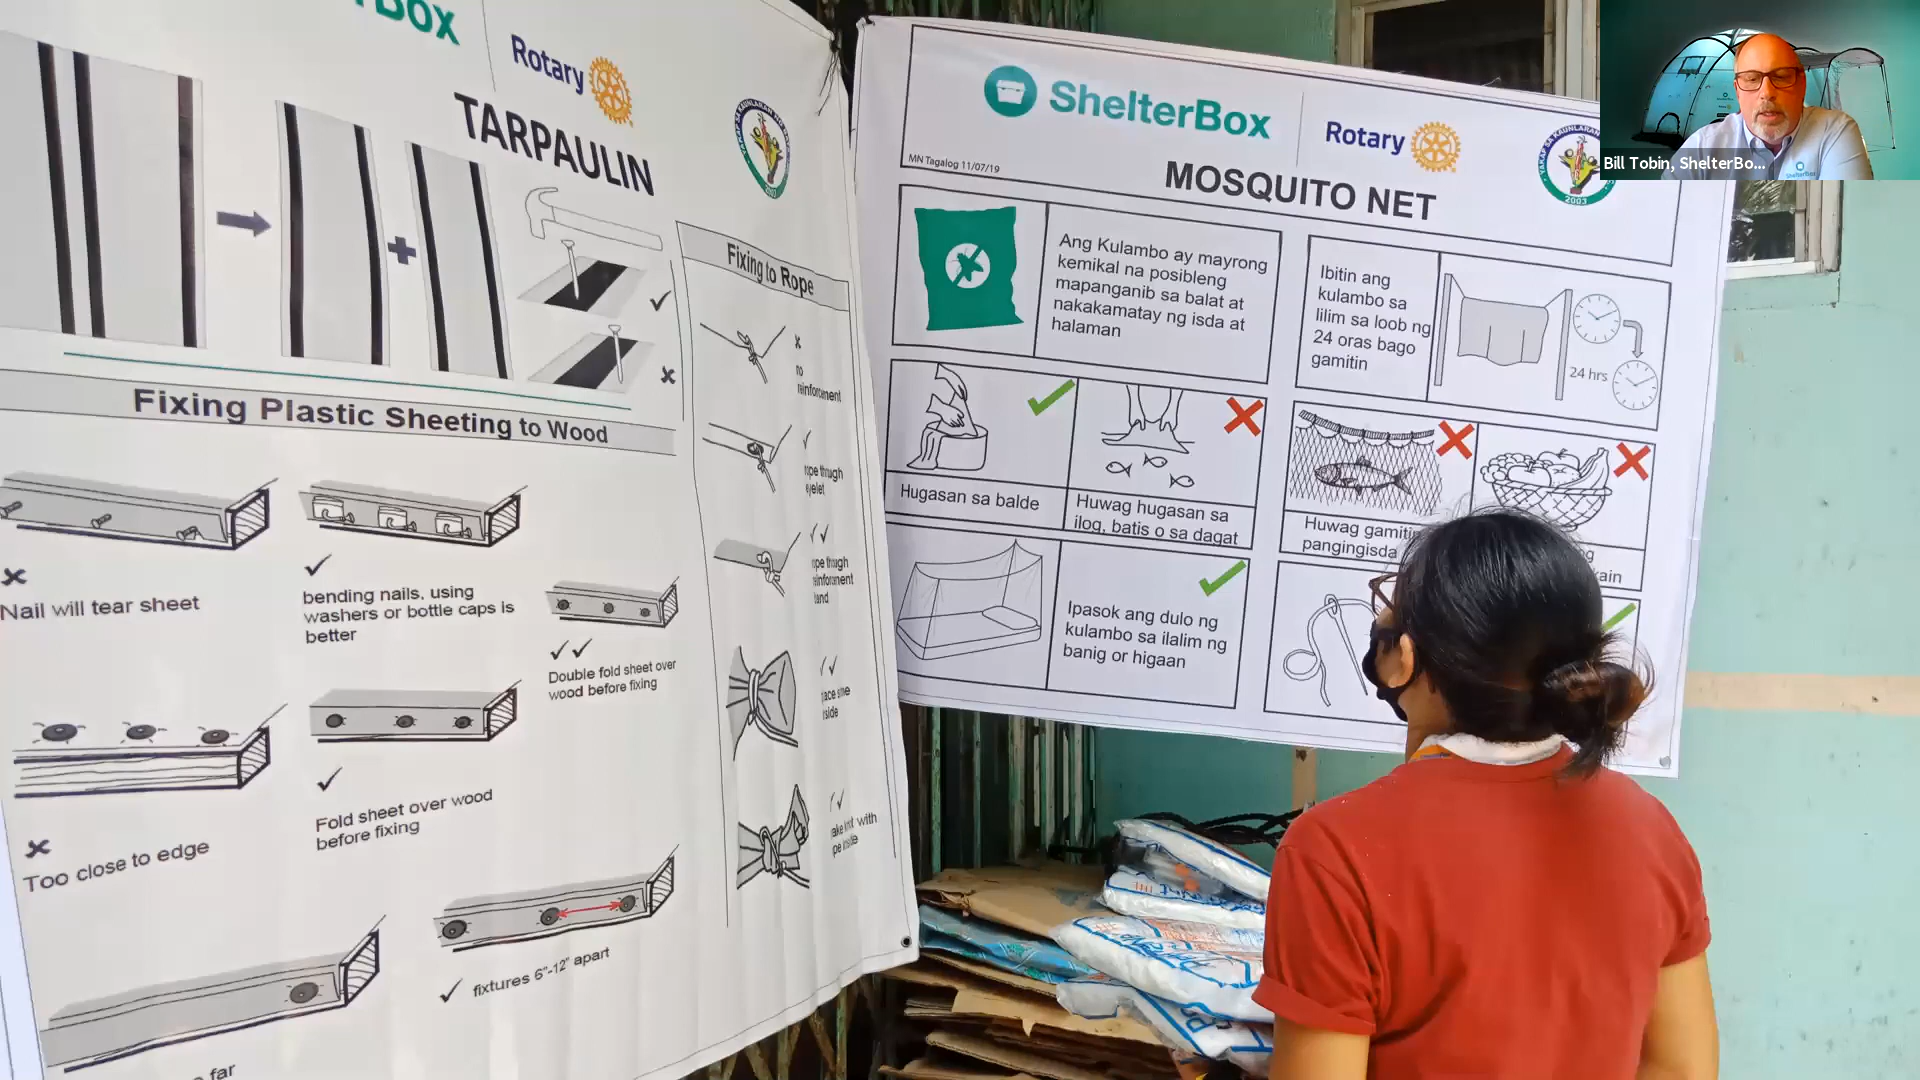 Box
Rotary
TARPAULIN
Fixing Plastic Sheeting to Wood
Nail will tear sheet
bending nails, using
washers or bottle caps is
better
Double fold sheet over
wood before fixing
Too close to edge
Fold sheet over wood
before fixing
fixtures 6"-12" apart
far
Fixing to Rope
no
reinforcement
2003
ShelterBox
Rotary
MN Tagalog 11/07/19
MOSQUITO NET
2003
Ang Kulambo ay mayrong
kemikal na posibleng
mapanganib sa balat at
nakakamatay ng isda at
halaman
Ibitin ang
kulambo sa
lilim sa loob ng
24 oras bago
gamitin
24 hrs
Hugasan sa balde
Huwag hugasan sa
ilog, batis o sa dagat
Huwag
pangingisda
Ipasok ang dulo ng
kulambo sa ilalim ng
banig or higaan
Bill Tobin, ShelterBo...
ShelterBox